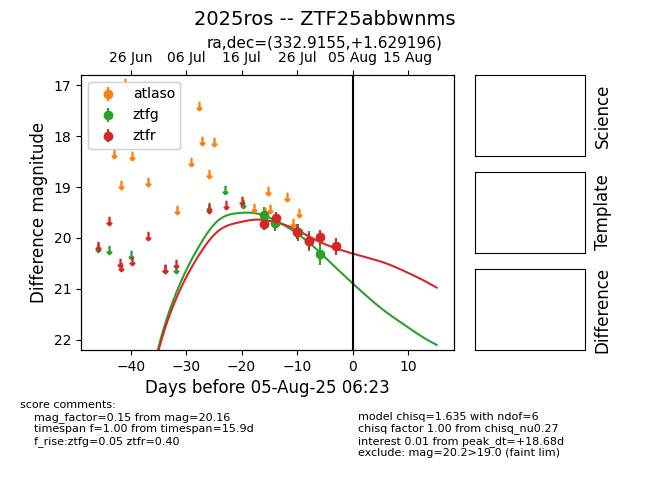 2025ros -- ZTF25abbwnms
ra,dec=(332.9155,+1.629196)
26 Jun 06 Jul 16 Jul 26 Jul 05 Aug 15 Aug
atlaso
ztfg
ztfr
17
18
19
20
21
22
Difference magnitude
−40 −30 −20 −10 0 10
Days before 05-Aug-25 06:23
Science
Template
Difference
score comments:
mag_factor=0.15 from mag=20.16
timespan f=1.00 from timespan=15.9d
f_rise:ztfg=0.05 ztfr=0.40
model chisq=1.635 with ndof=6
chisq factor 1.00 from chisq_nu0.27
interest 0.01 from peak_dt=+18.68d
exclude: mag=20.2>19.0 (faint lim)